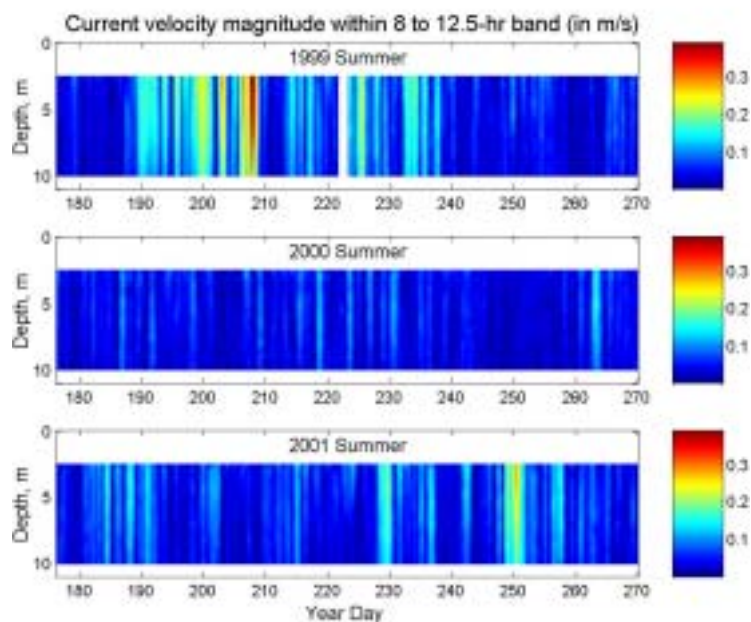 Current velocity magnitude within 8 to 12.5-hr band (in m/s)
1999 Summer
Depth, m
0
5
10
180 190 200 210 220 230 240 250 260 270
0.3
0.2
0.1
2000 Summer
Depth, m
0
5
10
180 190 200 210 220 230 240 250 260 270
0.3
0.2
0.1
2001 Summer
Depth, m
0
5
10
180 190 200 210 220 230 240 250 260 270
Year Day
0.3
0.2
0.1